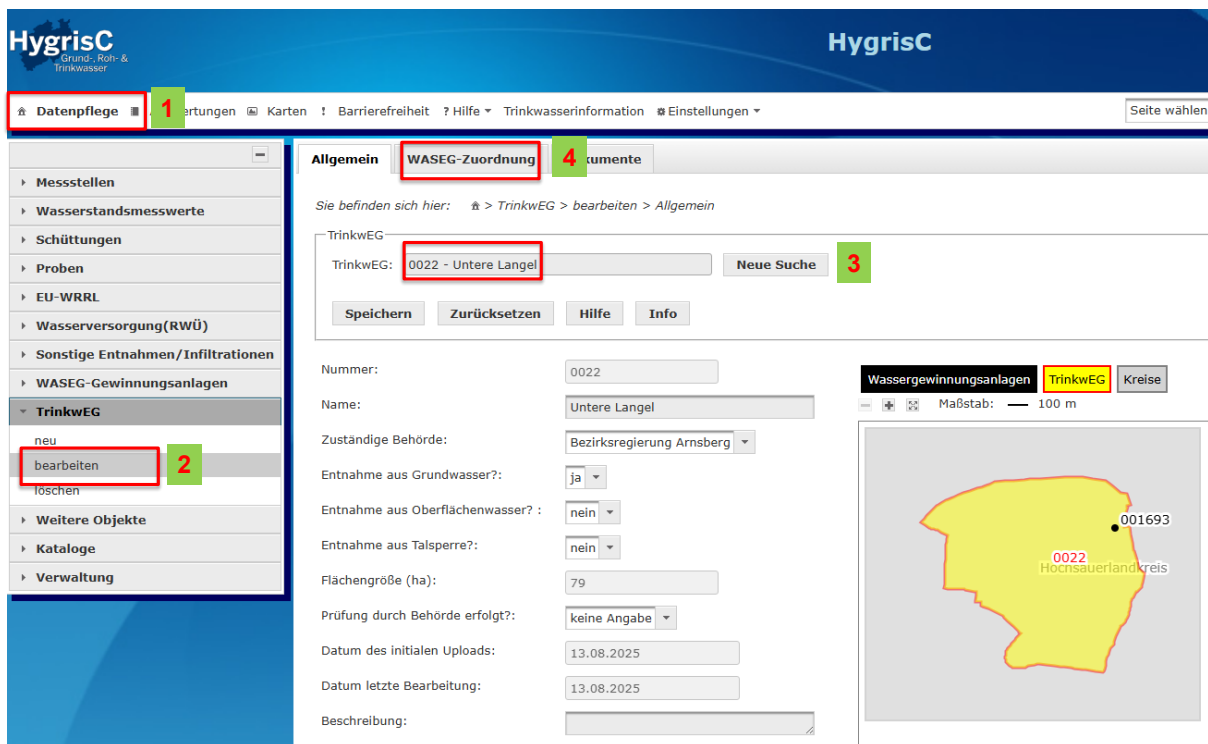 HygrisC
Grund-, Roh- &
Trinkwasser
HygrisC
Datenpflege 1 ertungen Karten ! Barrierefreiheit ? Hilfe Trinkwasserinformation Einstellungen Seite wählen
Allgemein WASEG-Zuordnung 4 kumente
Messstellen
Wasserstandsmesswerte
Schüttungen
Proben
EU-WRRL
Wasserversorgung(RWÜ)
Sonstige Entnahmen/Infiltrationen
WASEG-Gewinnungsanlagen
TrinkwEG
neu
bearbeiten 2
löschen
Weitere Objekte
Kataloge
Verwaltung
Sie befinden sich hier: > TrinkwEG > bearbeiten > Allgemein
TrinkwEG
TrinkwEG: 0022 - Untere Langel Neue Suche 3
Speichern Zurücksetzen Hilfe Info
Nummer: 0022
Name: Untere Langel
Zuständige Behörde: Bezirksregierung Arnsberg
Entnahme aus Grundwasser?: ja
Entnahme aus Oberflächenwasser? : nein
Entnahme aus Talsperre?: nein
Flächengröße (ha): 79
Prüfung durch Behörde erfolgt?: keine Angabe
Datum des initialen Uploads: 13.08.2025
Datum letzte Bearbeitung: 13.08.2025
Beschreibung:
Wassergewinnungsanlagen TrinkwEG Kreise
Maßstab: 100 m
001693
0022
Hochsauerlandkreis